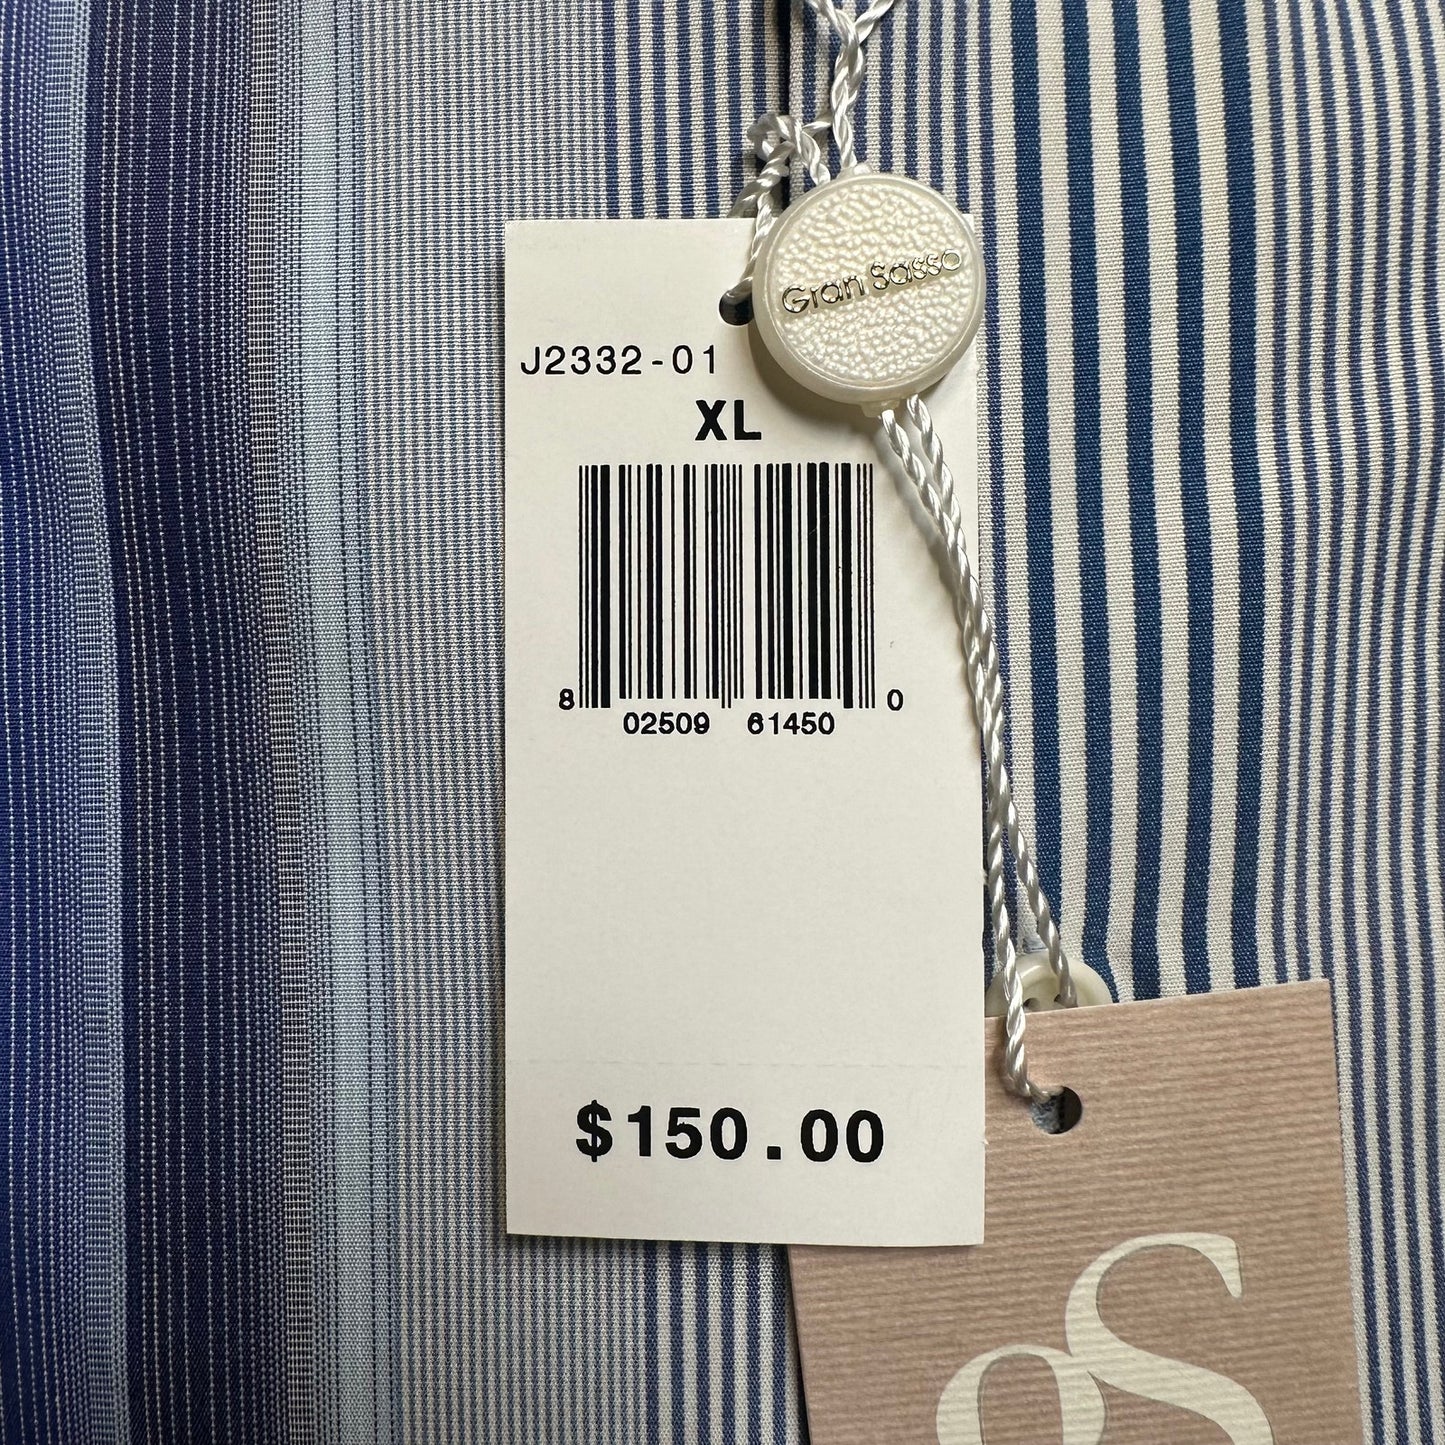 Gran Sasso
J2332-01
XL
8 02509 61450 0
$150.00
gS